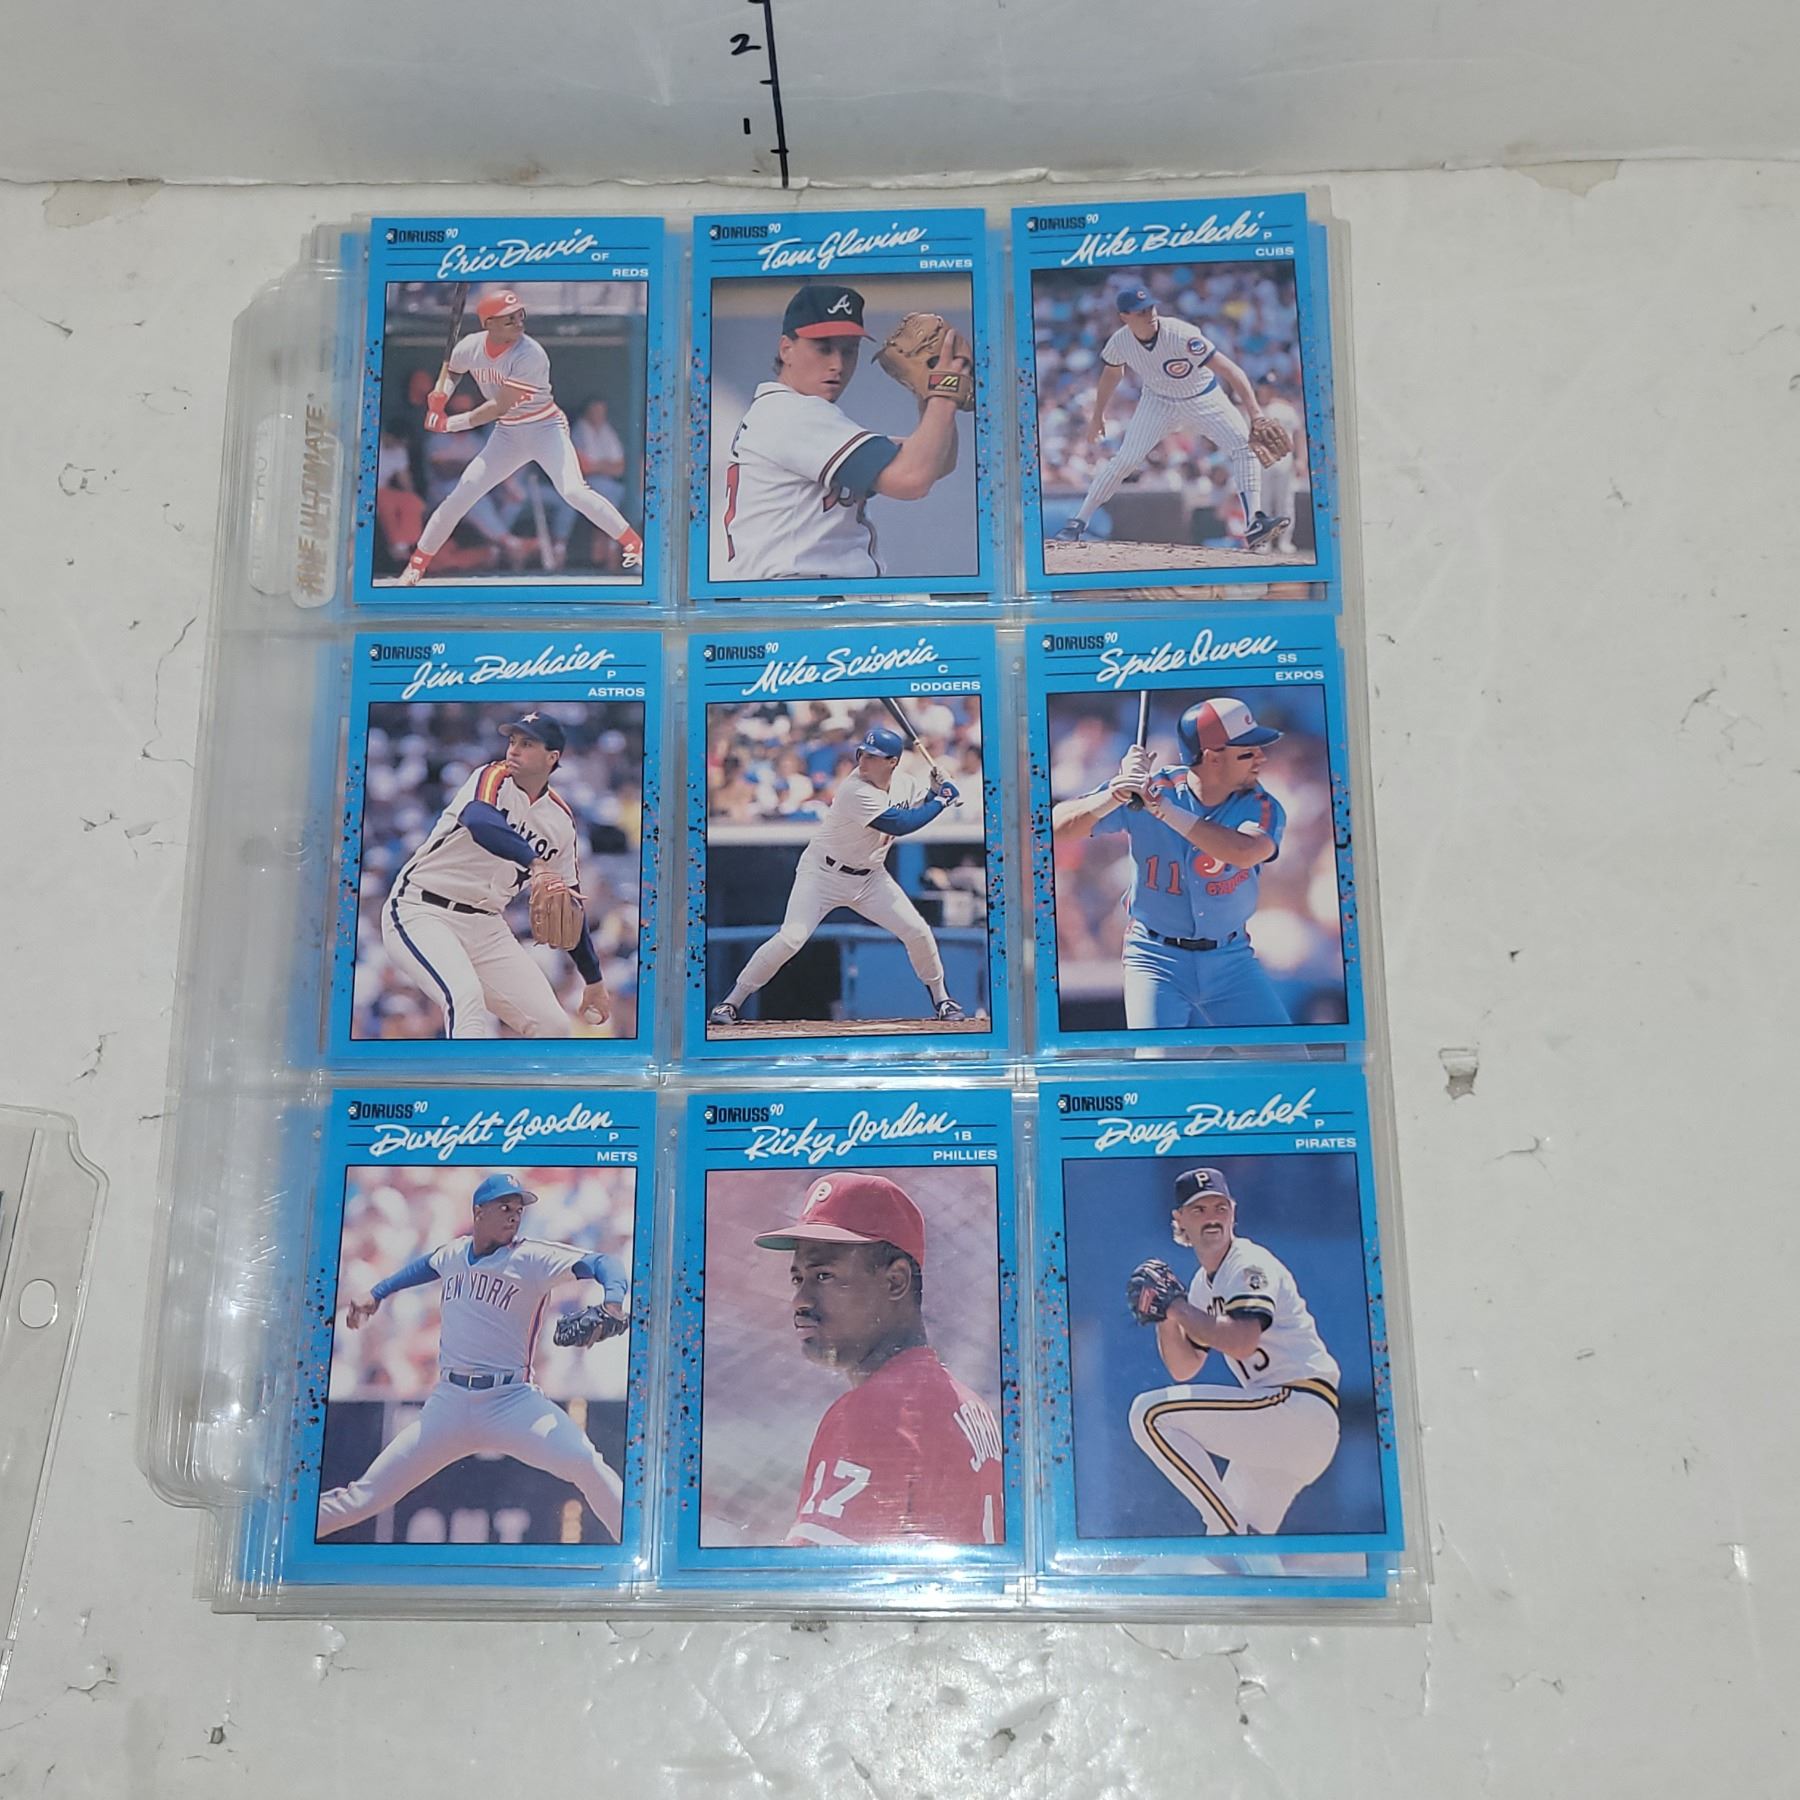 2
1
THE ULTIMATE
DONRUSS 90
Eric Davis OF
REDS
DONRUSS 90
Tom Glavine P
BRAVES
DONRUSS 90
Mike Bielecki P
CUBS
DONRUSS 90
Jim Deshaies P
ASTROS
DONRUSS 90
Mike Scioscia C
DODGERS
DONRUSS 90
Spike Owen SS
EXPOS
11
expos
DONRUSS 90
Dwight Gooden P
METS
NEW YORK
DONRUSS 90
Ricky Jordan 1B
PHILLIES
17
DONRUSS 90
Doug Drabek P
PIRATES